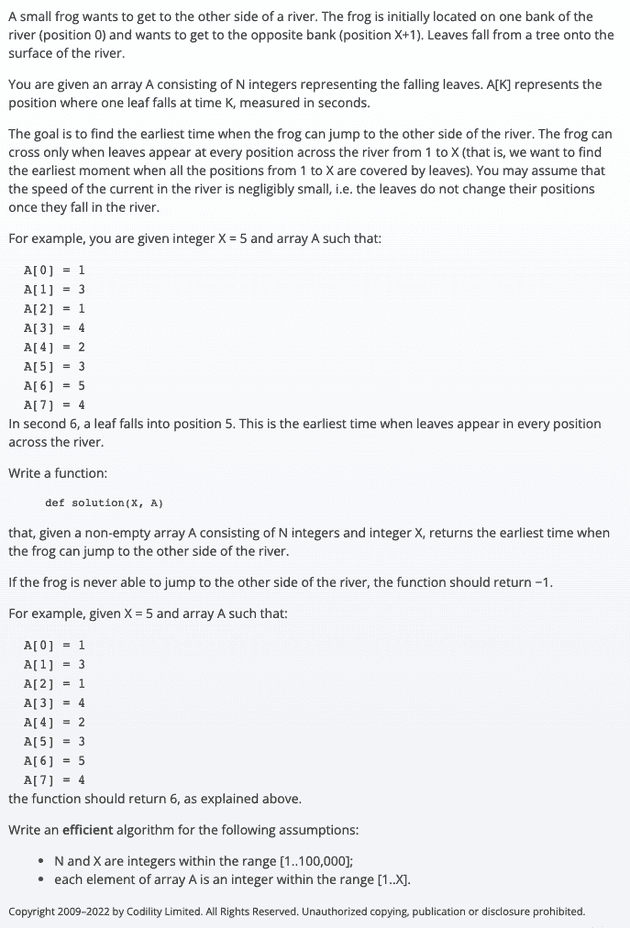 A small frog wants to get to the other side of a river. The frog is initially located on one bank of the
river (position 0) and wants to get to the opposite bank (position X+1). Leaves fall from a tree onto the
surface of the river.
You are given an array A consisting of N integers representing the falling leaves. A[K] represents the
position where one leaf falls at time K, measured in seconds.
The goal is to find the earliest time when the frog can jump to the other side of the river. The frog can
cross only when leaves appear at every position across the river from 1 to X (that is, we want to find
the earliest moment when all the positions from 1 to X are covered by leaves). You may assume that
the speed of the current in the river is negligibly small, i.e. the leaves do not change their positions
once they fall in the river.
For example, you are given integer X = 5 and array A such that:
A[0] = 1
A[1] = 3
A[2] = 1
A[3] = 4
A[4] = 2
A[5] = 3
A[6] = 5
A[7] = 4
In second 6, a leaf falls into position 5. This is the earliest time when leaves appear in every position
across the river.
Write a function:
def solution(X, A)
that, given a non-empty array A consisting of N integers and integer X, returns the earliest time when
the frog can jump to the other side of the river.
If the frog is never able to jump to the other side of the river, the function should return −1.
For example, given X = 5 and array A such that:
A[0] = 1
A[1] = 3
A[2] = 1
A[3] = 4
A[4] = 2
A[5] = 3
A[6] = 5
A[7] = 4
the function should return 6, as explained above.
Write an efficient algorithm for the following assumptions:
• N and X are integers within the range [1..100,000];
• each element of array A is an integer within the range [1..X].
Copyright 2009–2022 by Codility Limited. All Rights Reserved. Unauthorized copying, publication or disclosure prohibited.